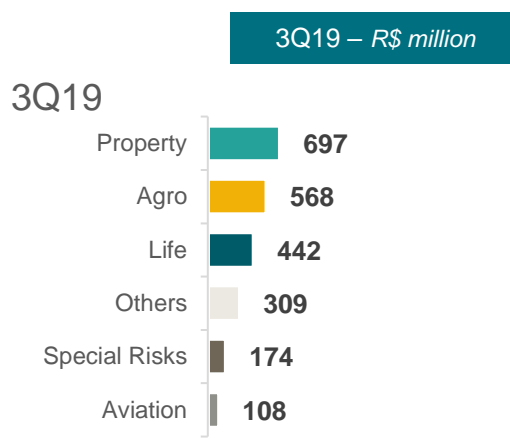 3Q19 – R$ million
3Q19
Property 697
Agro 568
Life 442
Others 309
Special Risks 174
Aviation 108